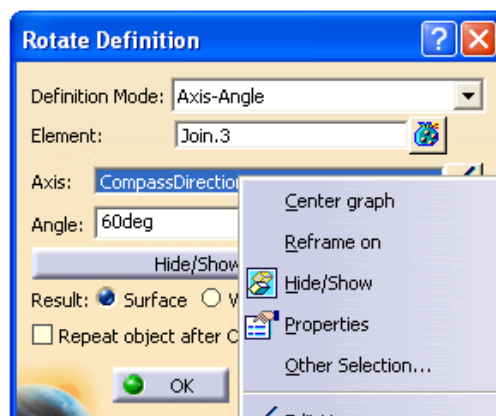 Rotate Definition
Definition Mode: Axis-Angle
Element: Join.3
Axis: CompassDirection
Angle: 60deg
Center graph
Reframe on
Hide/Show
Hide/Show
Result: Surface
Properties
Repeat object after
Other Selection...
OK